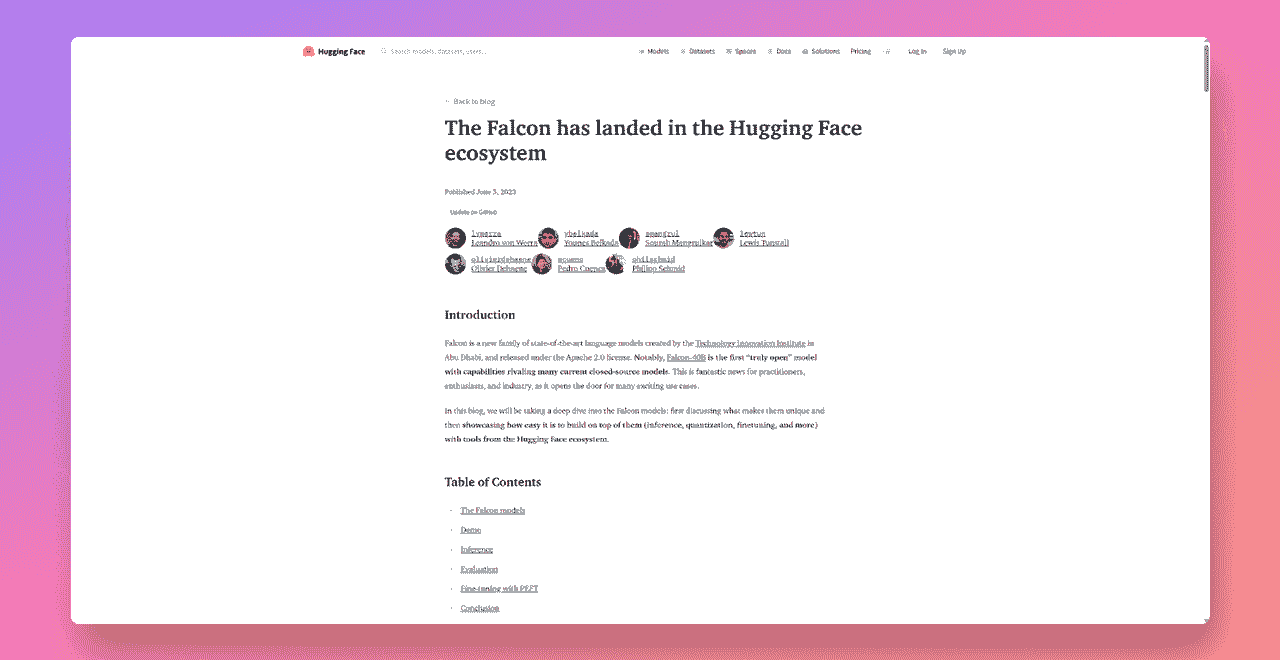 Hugging Face Search models, datasets, users... Models Datasets Spaces Docs Solutions Pricing Log In Sign Up
Back to blog
The Falcon has landed in the Hugging Face
ecosystem
Published June 5, 2023
Update on GitHub
lvwerra ybelkada smangrul lewtun
Leandro von Werra Younes Belkada Sourab Mangrulkar Lewis Tunstall
olivierdehaene pcuenq philschmid
Olivier Dehaene Pedro Cuenca Philipp Schmid
Introduction
Falcon is a new family of state-of-the-art language models created by the Technology Innovation Institute in
Abu Dhabi, and released under the Apache 2.0 license. Notably, Falcon-40B is the first “truly open” model
with capabilities rivaling many current closed-source models. This is fantastic news for practitioners,
enthusiasts, and industry, as it opens the door for many exciting use cases.
In this blog, we will be taking a deep dive into the Falcon models: first discussing what makes them unique and
then showcasing how easy it is to build on top of them (inference, quantization, finetuning, and more)
with tools from the Hugging Face ecosystem.
Table of Contents
The Falcon models
Demo
Inference
Evaluation
Fine-tuning with PEFT
Conclusion